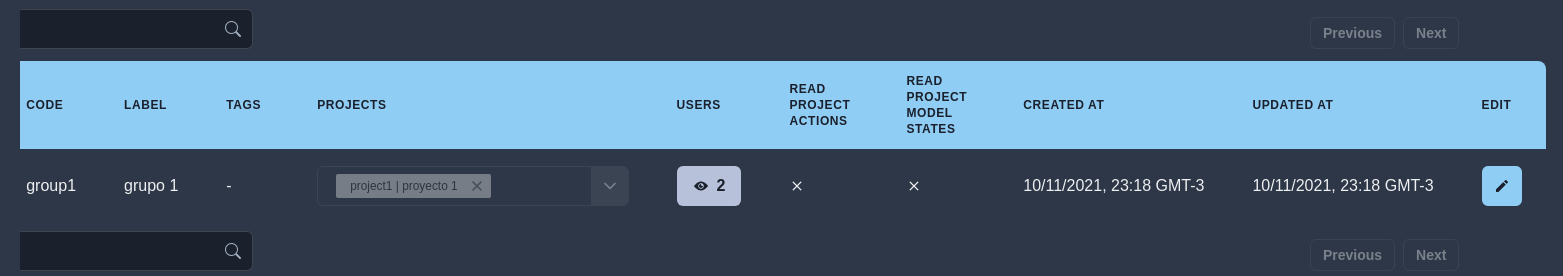 Previous Next
CODE LABEL TAGS PROJECTS USERS READ PROJECT ACTIONS READ PROJECT MODEL STATES CREATED AT UPDATED AT EDIT
group1 grupo 1 - project1 | proyecto 1 2 10/11/2021, 23:18 GMT-3 10/11/2021, 23:18 GMT-3
Previous Next